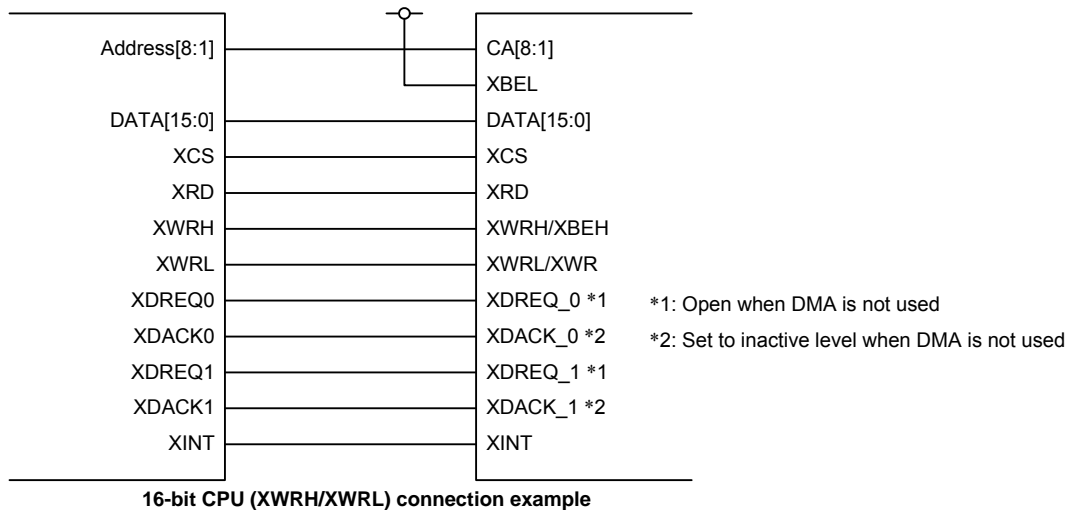 Address[8:1] CA[8:1]
XBEL
DATA[15:0] DATA[15:0]
XCS XCS
XRD XRD
XWRH XWRH/XBEH
XWRL XWRL/XWR
XDREQ0 XDREQ_0 *1 *1: Open when DMA is not used
XDACK0 XDACK_0 *2 *2: Set to inactive level when DMA is not used
XDREQ1 XDREQ_1 *1
XDACK1 XDACK_1 *2
XINT XINT
16-bit CPU (XWRH/XWRL) connection example